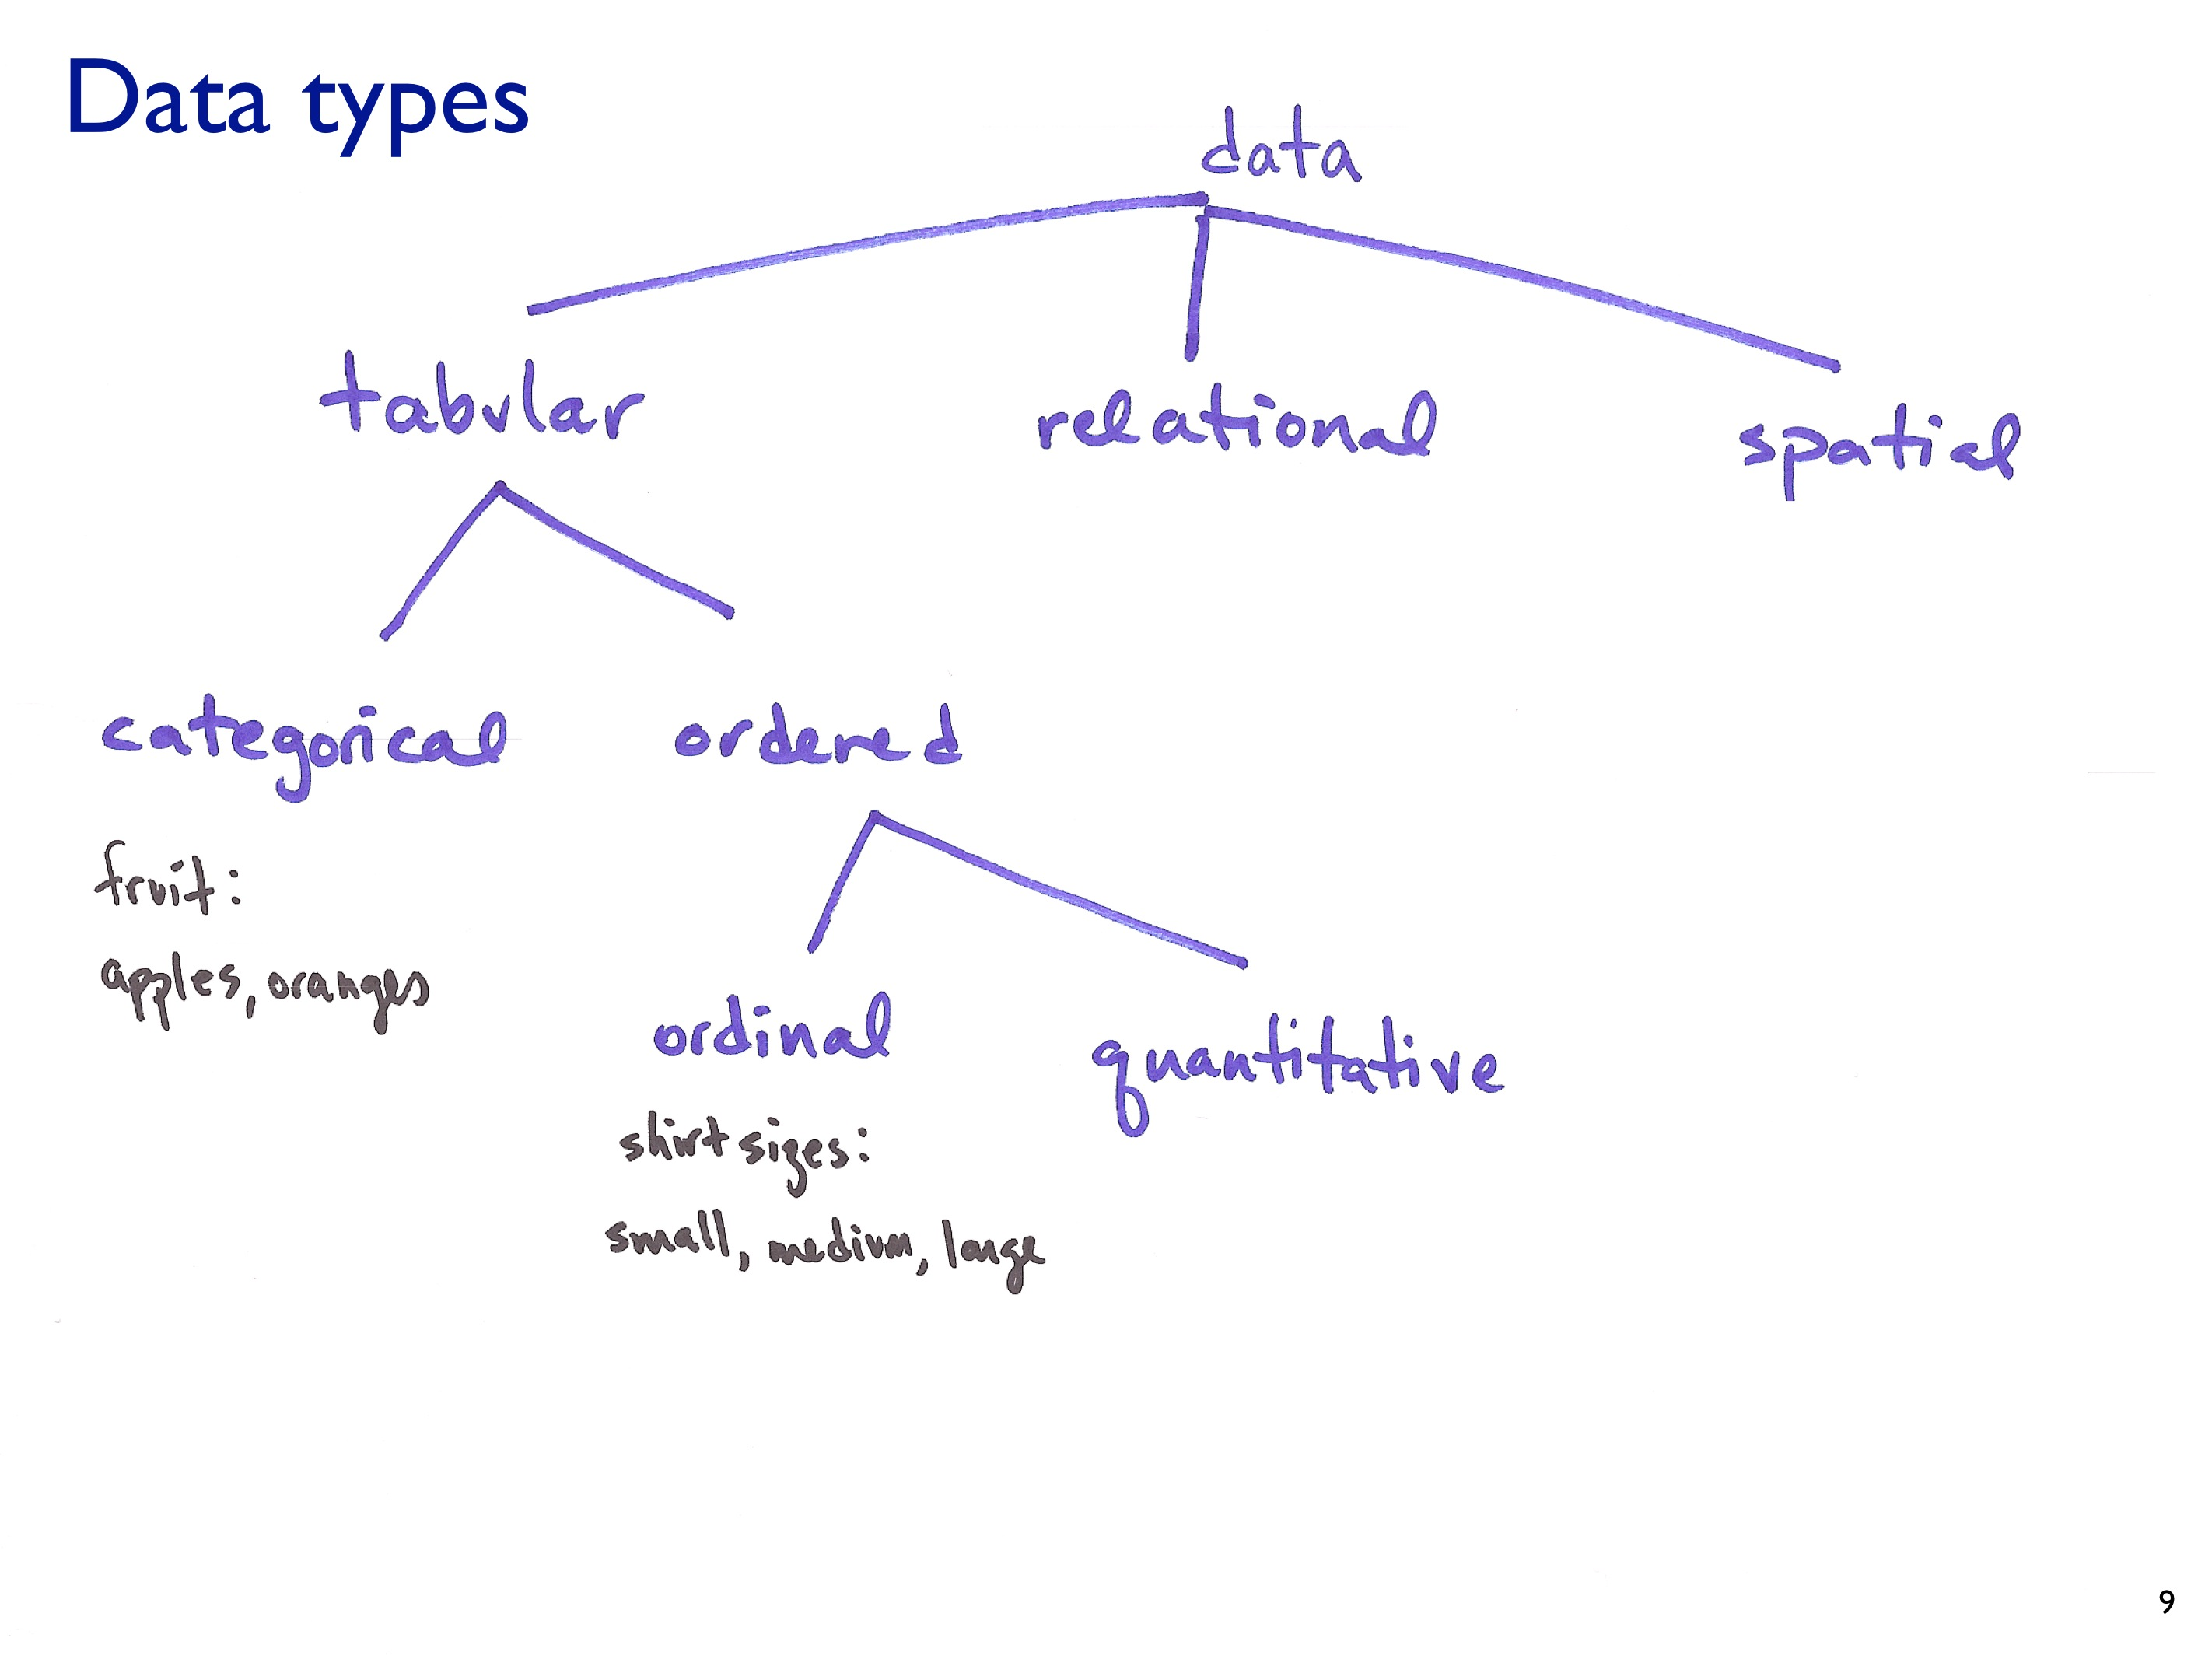 Data types
data
tabular
relational
spatial
categorical
ordered
fruit:
apples, oranges
ordinal
quantitative
shirt sizes:
small, medium, large
9